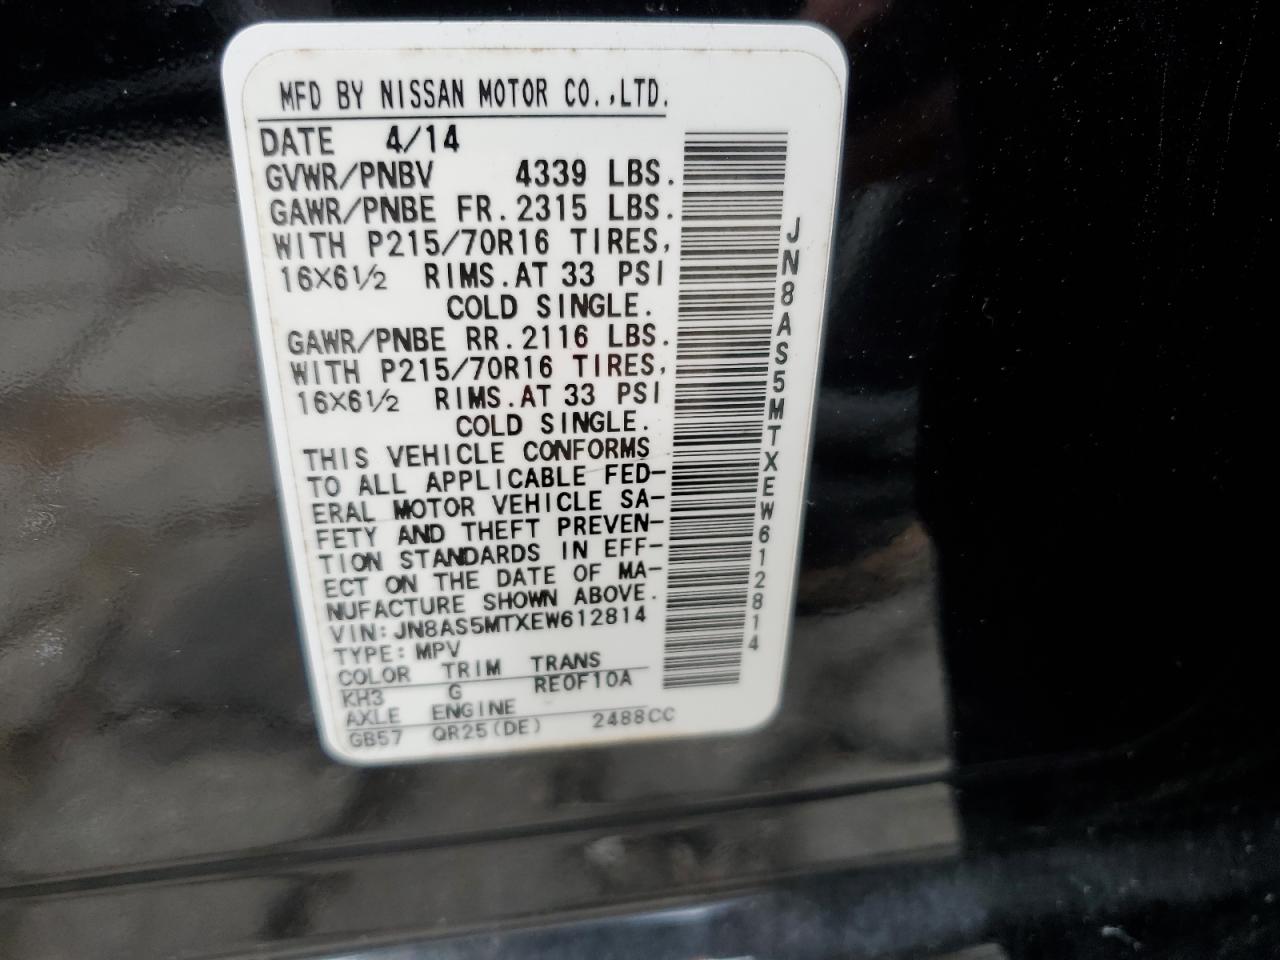 MFD BY NISSAN MOTOR CO.,LTD.
DATE 4/14
GVWR/PNBV 4339 LBS.
GAWR/PNBE FR.2315 LBS.
WITH P215/70R16 TIRES,
16X6½ RIMS.AT 33 PSI
COLD SINGLE.
GAWR/PNBE RR.2116 LBS.
WITH P215/70R16 TIRES,
16X6½ RIMS.AT 33 PSI
COLD SINGLE.
THIS VEHICLE CONFORMS
TO ALL APPLICABLE FED-
ERAL MOTOR VEHICLE SA-
FETY AND THEFT PREVEN-
TION STANDARDS IN EFF-
ECT ON THE DATE OF MA-
NUFACTURE SHOWN ABOVE.
VIN:JN8AS5MTXEW612814
TYPE:MPV
COLOR TRIM TRANS
KH3 G RE0F10A
AXLE ENGINE
GB57 QR25(DE) 2488CC
JN8AS5MTXEW612814